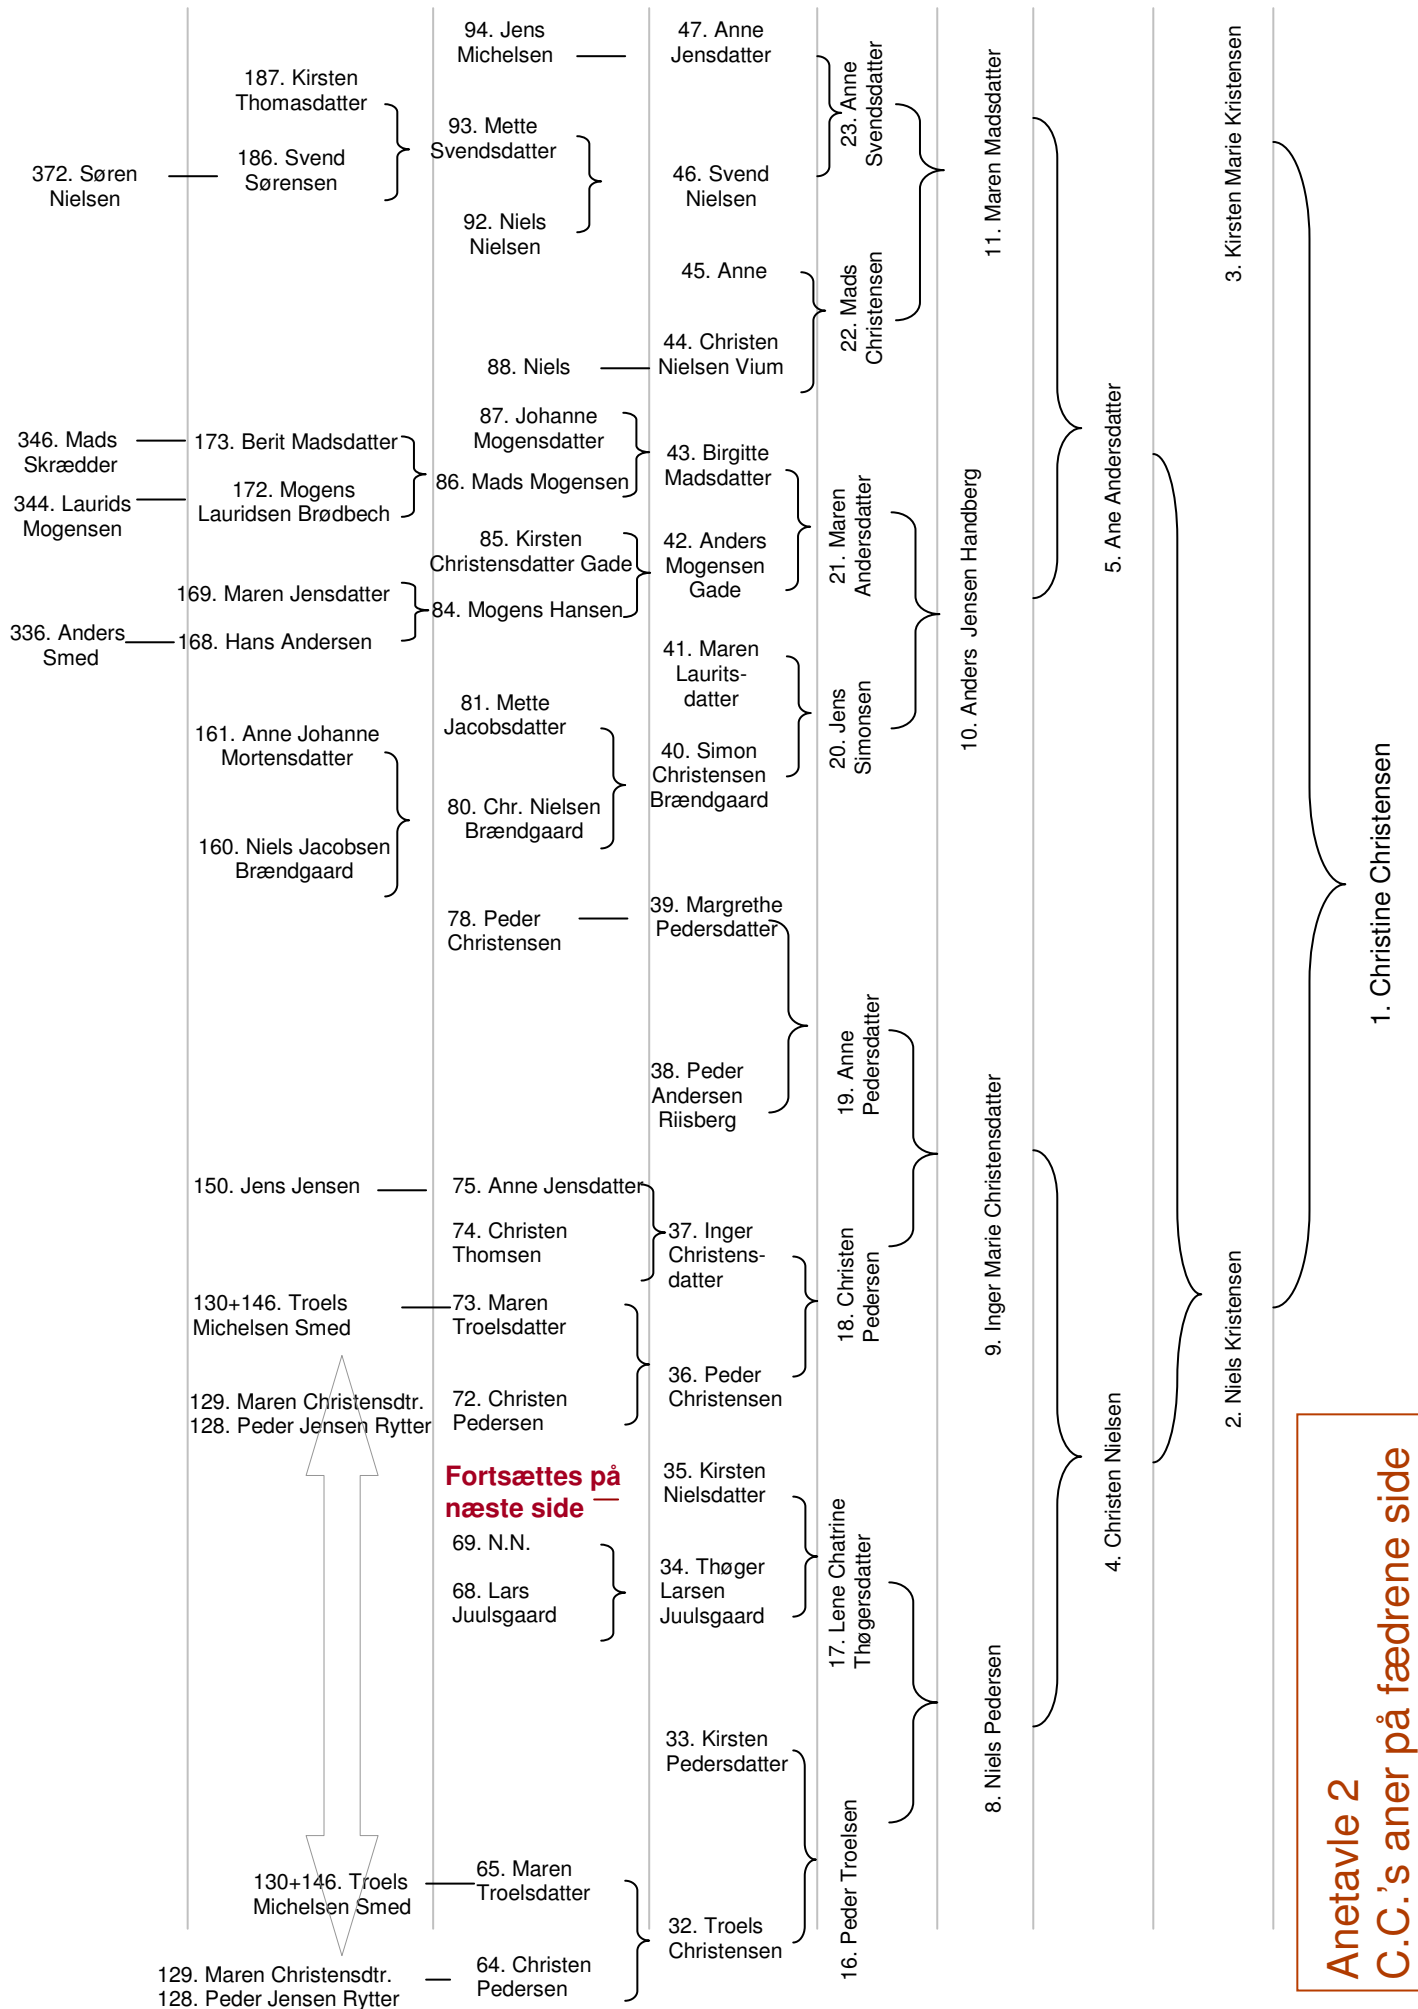 94. Jens
Michelsen
47. Anne
Jensdatter
187. Kirsten
Thomasdatter
93. Mette
Svendsdatter
23. Anne
Svendsdatter
11. Maren Madsdatter
3. Kirsten Marie Kristensen
372. Søren
Nielsen
186. Svend
Sørensen
46. Svend
Nielsen
92. Niels
Nielsen
45. Anne
22. Mads
Christensen
88. Niels
44. Christen
Nielsen Vium
346. Mads
Skrædder
173. Berit Madsdatter
87. Johanne
Mogensdatter
43. Birgitte
Madsdatter
5. Ane Andersdatter
344. Laurids
Mogensen
172. Mogens
Lauridsen Brødbech
86. Mads Mogensen
85. Kirsten
Christensdatter Gade
42. Anders
Mogensen
Gade
21. Maren
Andersdatter
10. Anders  Jensen Handberg
169. Maren Jensdatter
84. Mogens Hansen
336. Anders
Smed
168. Hans Andersen
41. Maren
Laurits-
datter
20. Jens
Simonsen
161. Anne Johanne
Mortensdatter
81. Mette
Jacobsdatter
40. Simon
Christensen
Brændgaard
160. Niels Jacobsen
Brændgaard
80. Chr. Nielsen
Brændgaard
1. Christine Christensen
78. Peder
Christensen
39. Margrethe
Pedersdatter
38. Peder
Andersen
Riisberg
19. Anne
Pedersdatter
9. Inger Marie Christensdatter
150. Jens Jensen
75. Anne Jensdatter
74. Christen
Thomsen
37. Inger
Christens-
datter
18. Christen
Pedersen
2. Niels Kristensen
130+146. Troels
Michelsen Smed
73. Maren
Troelsdatter
36. Peder
Christensen
129. Maren Christensdtr.
128. Peder Jensen Rytter
72. Christen
Pedersen
4. Christen Nielsen
Fortsættes på
næste side
35. Kirsten
Nielsdatter
69. N.N.
68. Lars
Juulsgaard
34. Thøger
Larsen
Juulsgaard
17. Lene Chatrine
Thøgersdatter
8. Niels Pedersen
33. Kirsten
Pedersdatter
16. Peder Troelsen
130+146. Troels
Michelsen Smed
65. Maren
Troelsdatter
32. Troels
Christensen
129. Maren Christensdtr.
128. Peder Jensen Rytter
64. Christen
Pedersen
Anetavle 2
C.C.'s aner på fædrene side